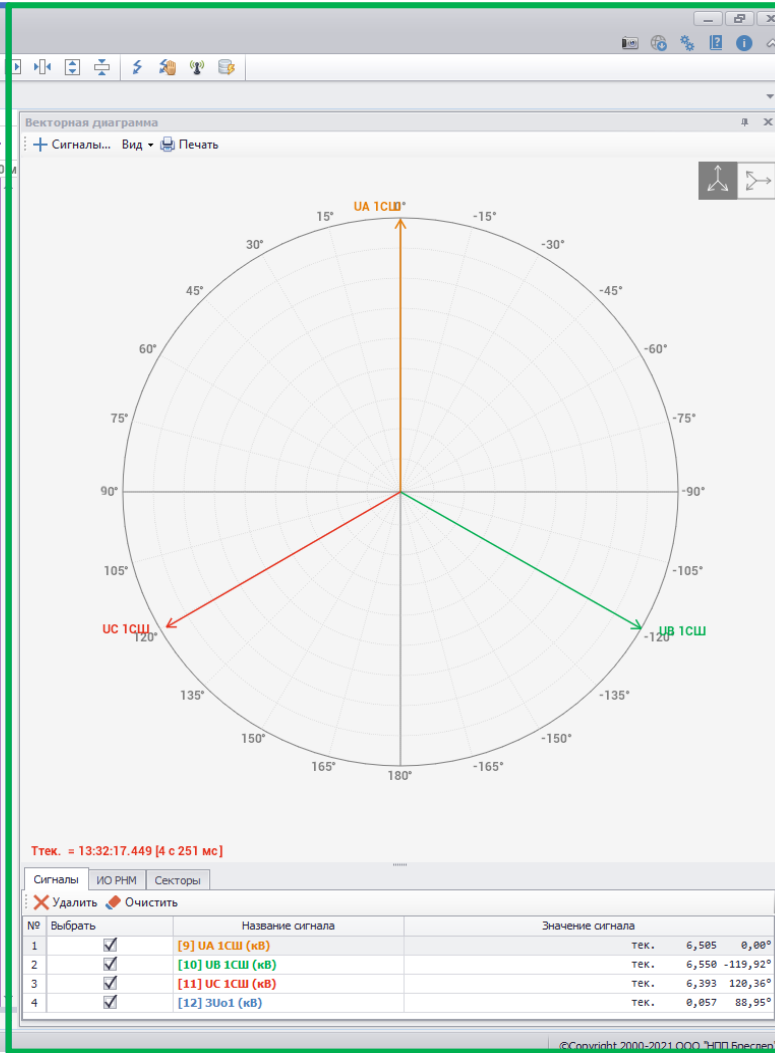 Векторная диаграмма
Сигналы... Вид Печать
UA 1СШ 0°
15° -15°
30° -30°
45° -45°
60° -60°
75° -75°
90° -90°
105° -105°
UC 1СШ 120° -120° UB 1СШ
135° -135°
150° -150°
165° -165°
180°
Tтек. = 13:32:17.449 [4 с 251 мс]
Сигналы ИО РНМ Секторы
Удалить Очистить
№ Выбрать Название сигнала Значение сигнала
1 [9] UA 1СШ (кВ) тек. 6,505 0,00°
2 [10] UB 1СШ (кВ) тек. 6,550 -119,92°
3 [11] UC 1СШ (кВ) тек. 6,393 120,36°
4 [12] 3Uo1 (кВ) тек. 0,057 88,95°
©Copyright 2000-2021 ООО "НПП Бреслер"